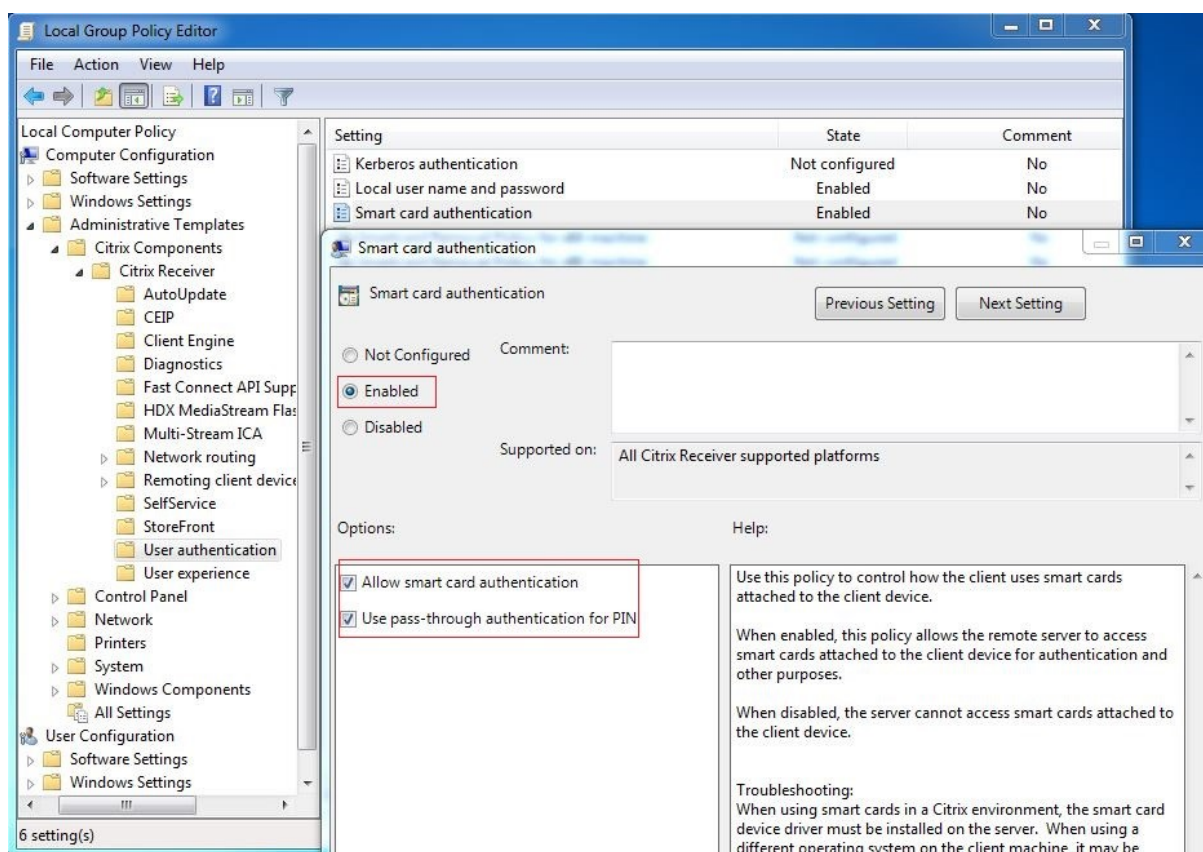 Local Group Policy Editor
File Action View Help
Local Computer Policy
Computer Configuration
Software Settings
Windows Settings
Administrative Templates
Citrix Components
Citrix Receiver
AutoUpdate
CEIP
Client Engine
Diagnostics
Fast Connect API Supp
HDX MediaStream Flas
Multi-Stream ICA
Network routing
Remoting client device
SelfService
StoreFront
User authentication
User experience
Control Panel
Network
Printers
System
Windows Components
All Settings
User Configuration
Software Settings
Windows Settings
6 setting(s)
Setting State Comment
Kerberos authentication Not configured No
Local user name and password Enabled No
Smart card authentication Enabled No
Smart card authentication
Smart card authentication
Previous Setting Next Setting
Not Configured
Enabled
Disabled
Comment:
Supported on: All Citrix Receiver supported platforms
Options:
Allow smart card authentication
Use pass-through authentication for PIN
Help:
Use this policy to control how the client uses smart cards
attached to the client device.
When enabled, this policy allows the remote server to access
smart cards attached to the client device for authentication and
other purposes.
When disabled, the server cannot access smart cards attached to
the client device.
Troubleshooting:
When using smart cards in a Citrix environment, the smart card
device driver must be installed on the server. When using a
different operating system on the client machine, it may be